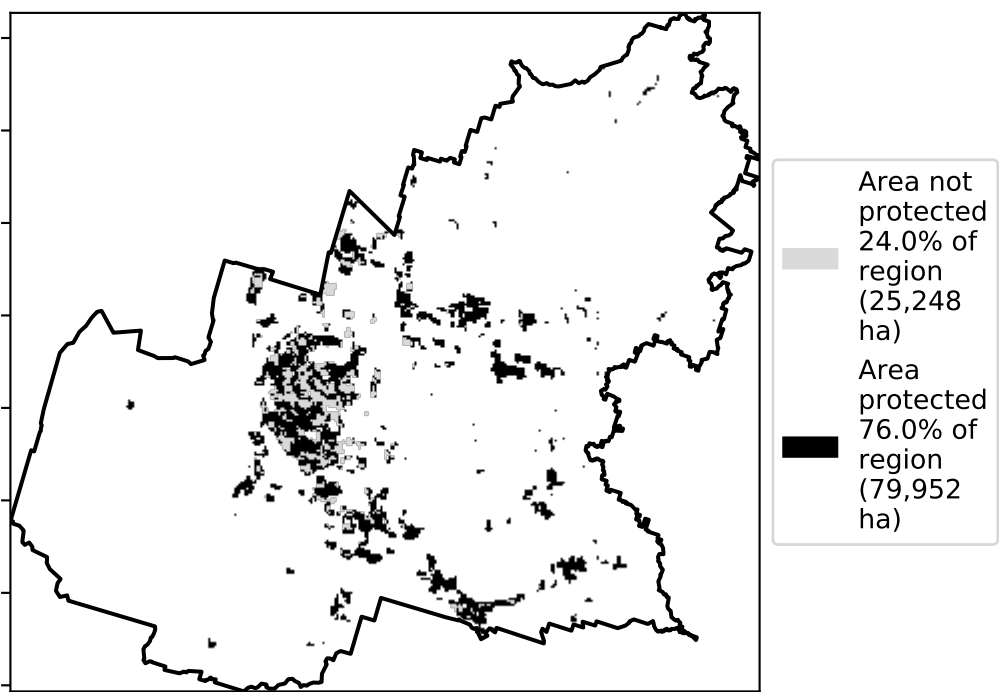 Area not
protected
24.0% of
region
(25,248
ha)
Area
protected
76.0% of
region
(79,952
ha)